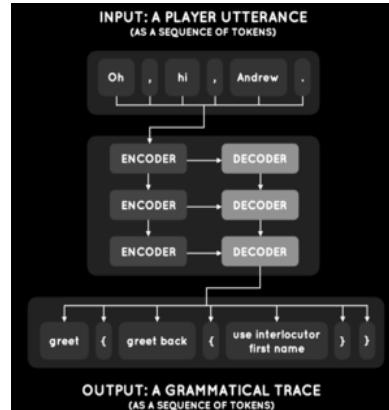 INPUT: A PLAYER UTTERANCE
(AS A SEQUENCE OF TOKENS)
Oh , hi , Andrew .
ENCODER DECODER
ENCODER DECODER
ENCODER DECODER
greet { greet back { use interlocutor first name } }
OUTPUT: A GRAMMATICAL TRACE
(AS A SEQUENCE OF TOKENS)